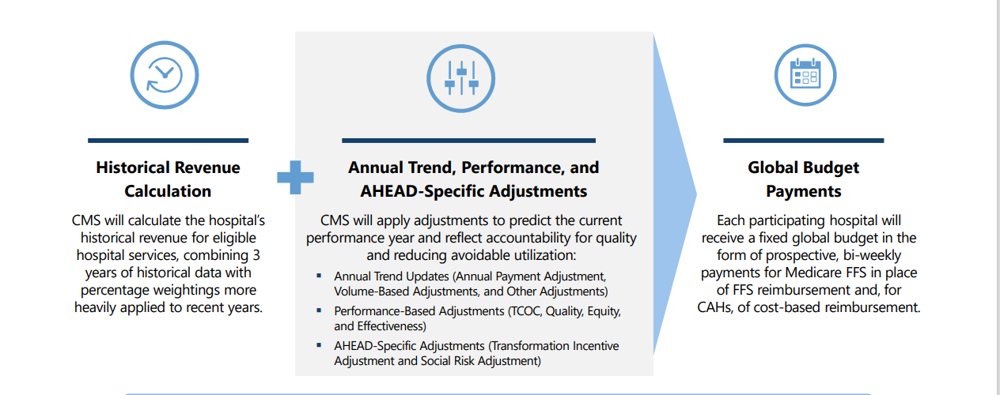 Historical Revenue
Calculation
CMS will calculate the hospital's
historical revenue for eligible
hospital services, combining 3
years of historical data with
percentage weightings more
heavily applied to recent years.
Annual Trend, Performance, and
AHEAD-Specific Adjustments
CMS will apply adjustments to predict the current
performance year and reflect accountability for quality
and reducing avoidable utilization:
▪ Annual Trend Updates (Annual Payment Adjustment,
Volume-Based Adjustments, and Other Adjustments)
▪ Performance-Based Adjustments (TCOC, Quality, Equity,
and Effectiveness)
▪ AHEAD-Specific Adjustments (Transformation Incentive
Adjustment and Social Risk Adjustment)
Global Budget
Payments
Each participating hospital will
receive a fixed global budget in the
form of prospective, bi-weekly
payments for Medicare FFS in place
of FFS reimbursement and, for
CAHs, of cost-based reimbursement.